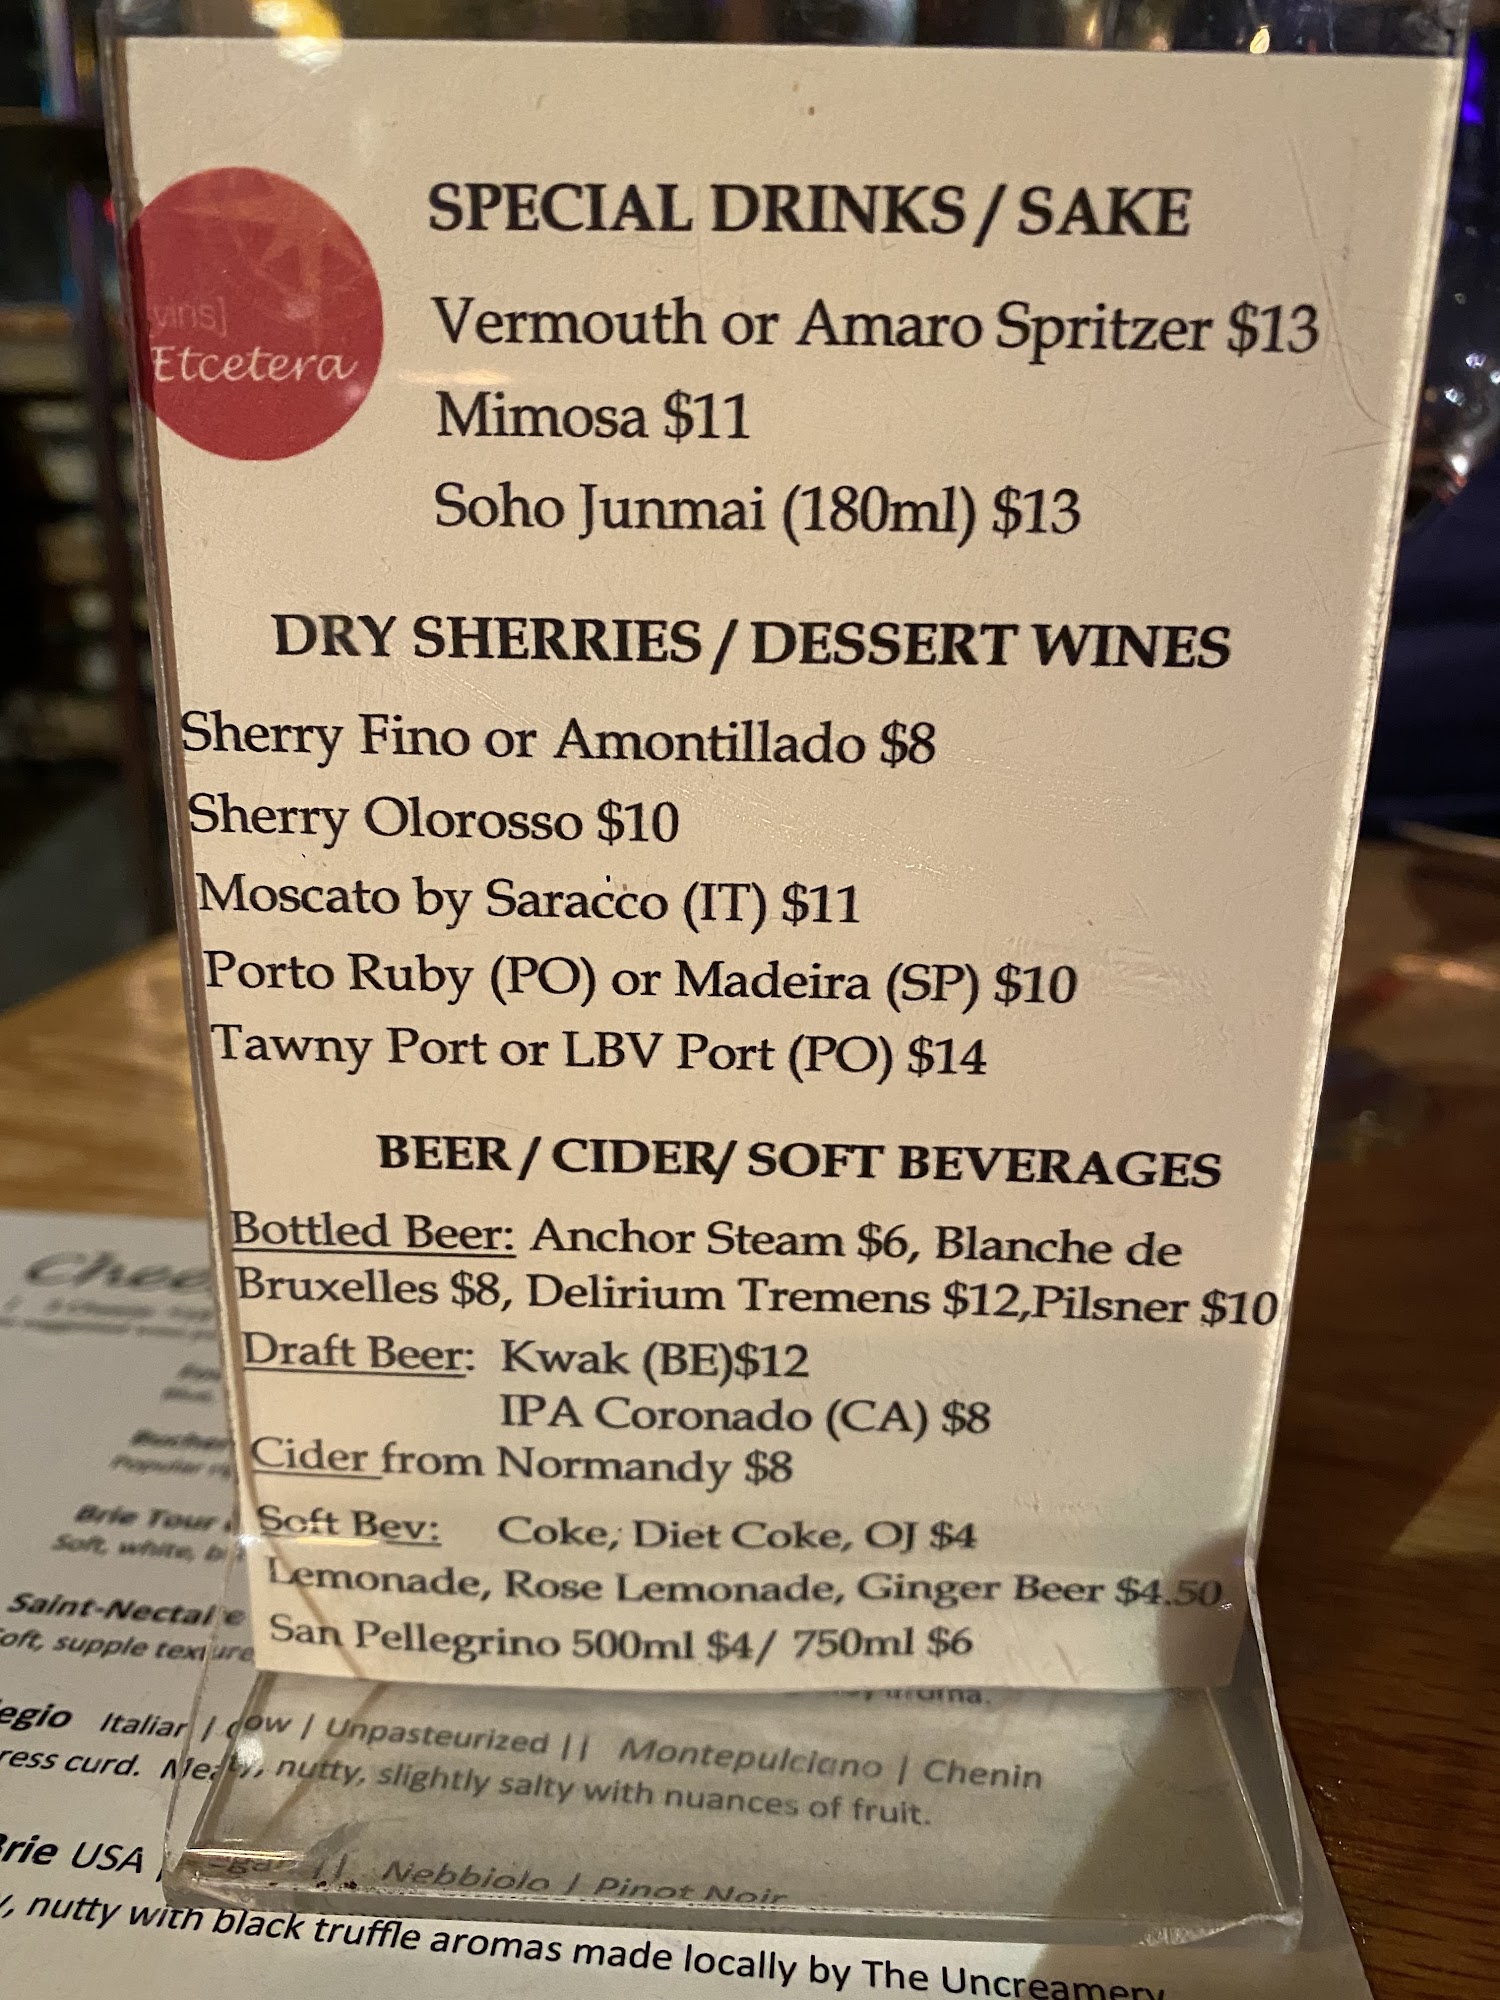 SPECIAL DRINKS / SAKE
vins]
Etcetera
Vermouth or Amaro Spritzer $13
Mimosa $11
Soho Junmai (180ml) $13
DRY SHERRIES / DESSERT WINES
Sherry Fino or Amontillado $8
Sherry Olorosso $10
Moscato by Saracco (IT) $11
Porto Ruby (PO) or Madeira (SP) $10
Tawny Port or LBV Port (PO) $14
BEER / CIDER/ SOFT BEVERAGES
Bottled Beer: Anchor Steam $6, Blanche de
Bruxelles $8, Delirium Tremens $12,Pilsner $10
Draft Beer: Kwak (BE)$12
IPA Coronado (CA) $8
Cider from Normandy $8
Soft Bev: Coke, Diet Coke, OJ $4
Lemonade, Rose Lemonade, Ginger Beer $4.50
San Pellegrino 500ml $4/ 750ml $6
Brie Tour
Soft, white,
Saint-Nectaire
oft, supple texture
egio Italian | cow | Unpasteurized || Montepulciano | Chenin
ress curd. Meaty, nutty, slightly salty with nuances of fruit.
Brie USA | || Nebbiolo | Pinot Noir
, nutty with black truffle aromas made locally by The Uncreamery